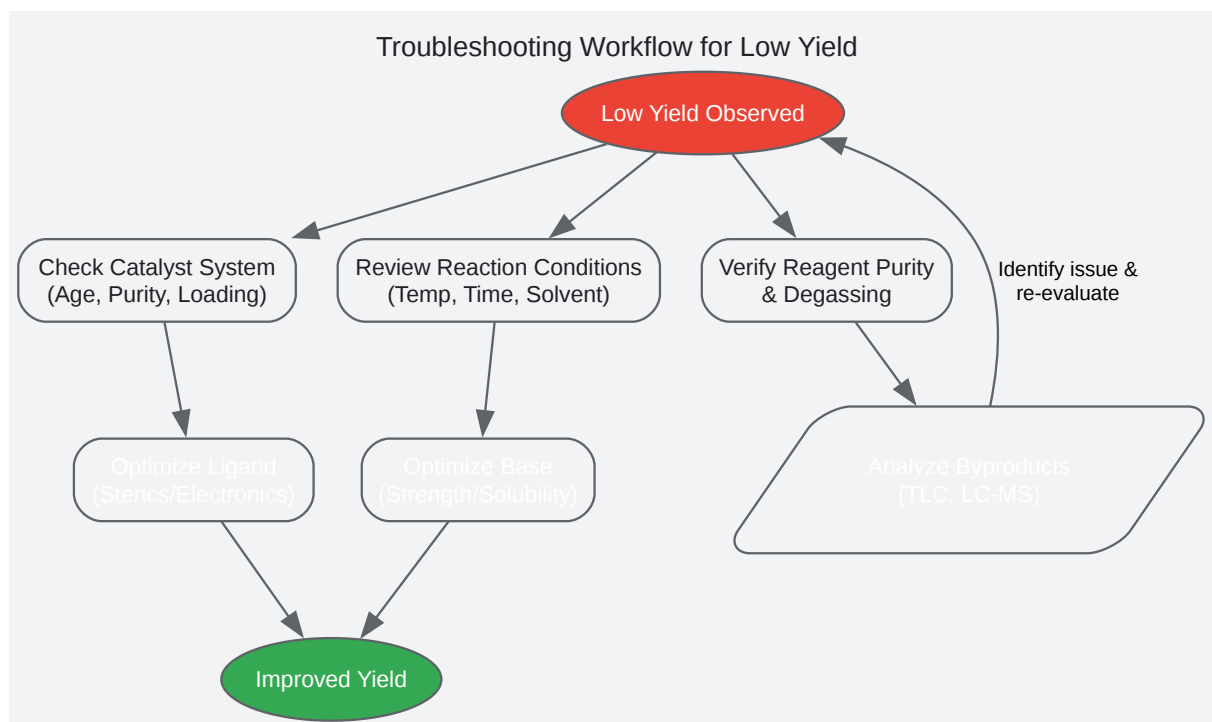 Troubleshooting Workflow for Low Yield
Low Yield Observed
Check Catalyst System
(Age, Purity, Loading)
Review Reaction Conditions
(Temp, Time, Solvent)
Verify Reagent Purity
& Degassing
Identify issue &
re-evaluate
Optimize Ligand
(Sterics/Electronics)
Optimize Base
(Strength/Solubility)
Analyze Byproducts
(TLC, LC-MS)
Improved Yield